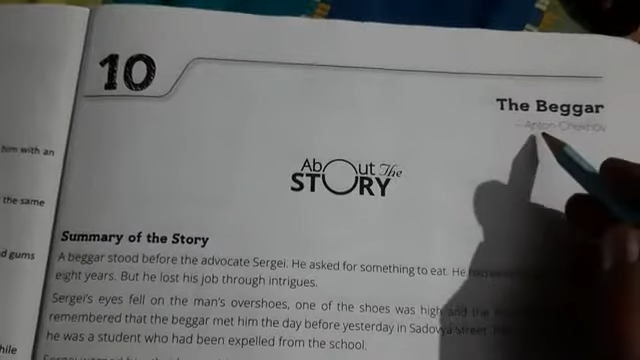 10
The Beggar
—Anton Chekhov
About The
STORY
Summary of the Story
A beggar stood before the advocate Sergei. He asked for something to eat. He
eight years. But he lost his job through intrigues.
Sergei's eyes fell on the man's overshoes, one of the shoes was high and the
remembered that the beggar met him the day before yesterday in Sadovya Street.
he was a student who had been expelled from the school.
him with an
the same
d gums
while